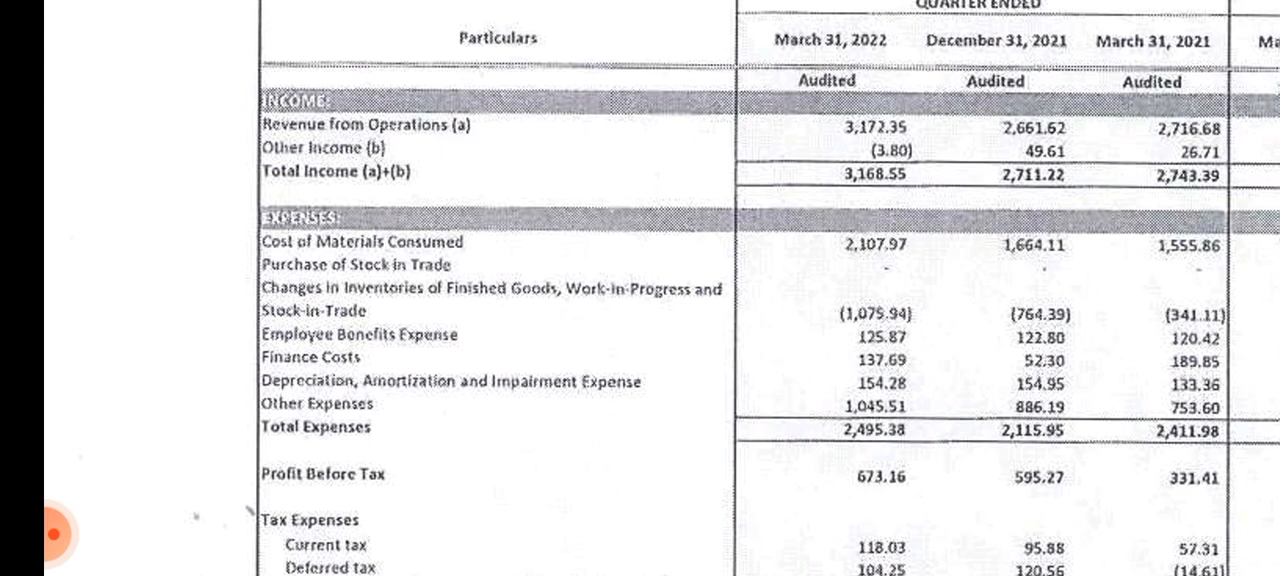 QUARTER ENDED
Particulars March 31, 2022 December 31, 2021 March 31, 2021
Audited Audited Audited
INCOME:
Revenue from Operations (a) 3,172.35 2,661.62 2,716.68
Other Income (b) (3.80) 49.61 26.71
Total Income (a)+(b) 3,168.55 2,711.22 2,743.39
EXPENSES:
Cost of Materials Consumed 2,107.97 1,664.11 1,555.86
Purchase of Stock in Trade - - -
Changes in Inventories of Finished Goods, Work-in-Progress and
Stock-in-Trade (1,075.94) (764.39) (341.11)
Employee Benefits Expense 125.87 122.80 120.42
Finance Costs 137.69 52.30 189.85
Depreciation, Amortization and Impairment Expense 154.28 154.95 133.36
Other Expenses 1,045.51 886.19 753.60
Total Expenses 2,495.38 2,115.95 2,411.98
Profit Before Tax 673.16 595.27 331.41
Tax Expenses
Current tax 118.03 95.88 57.31
Deferred tax 104.25 120.56 (14.61)